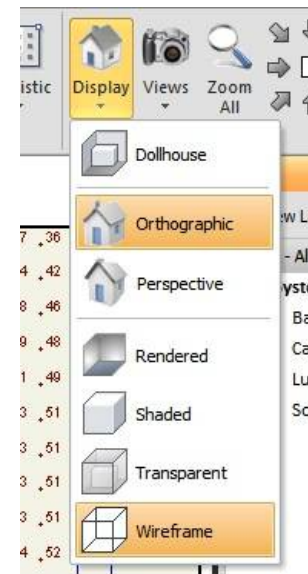 istic Display Views Zoom
All
Dollhouse
Orthographic
Perspective
Rendered
Shaded
Transparent
Wireframe
7 .36
4 .42
8 .46
9 .48
1 .49
3 .51
3 .51
3 .51
3 .51
4 .52
w L
- Al
yste
Ba
Ca
Lu
Sc